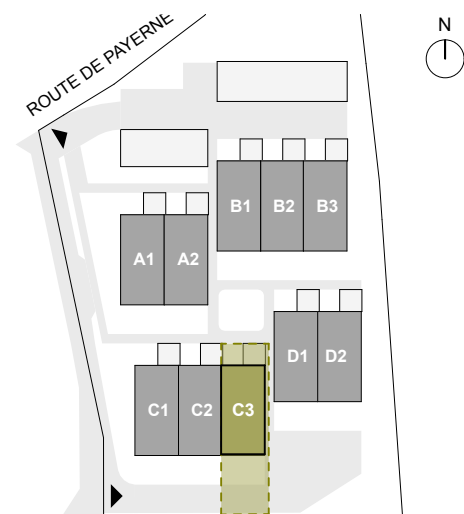 N
ROUTE DE PAYERNE
B1 B2 B3
A1 A2
D1 D2
C1 C2 C3